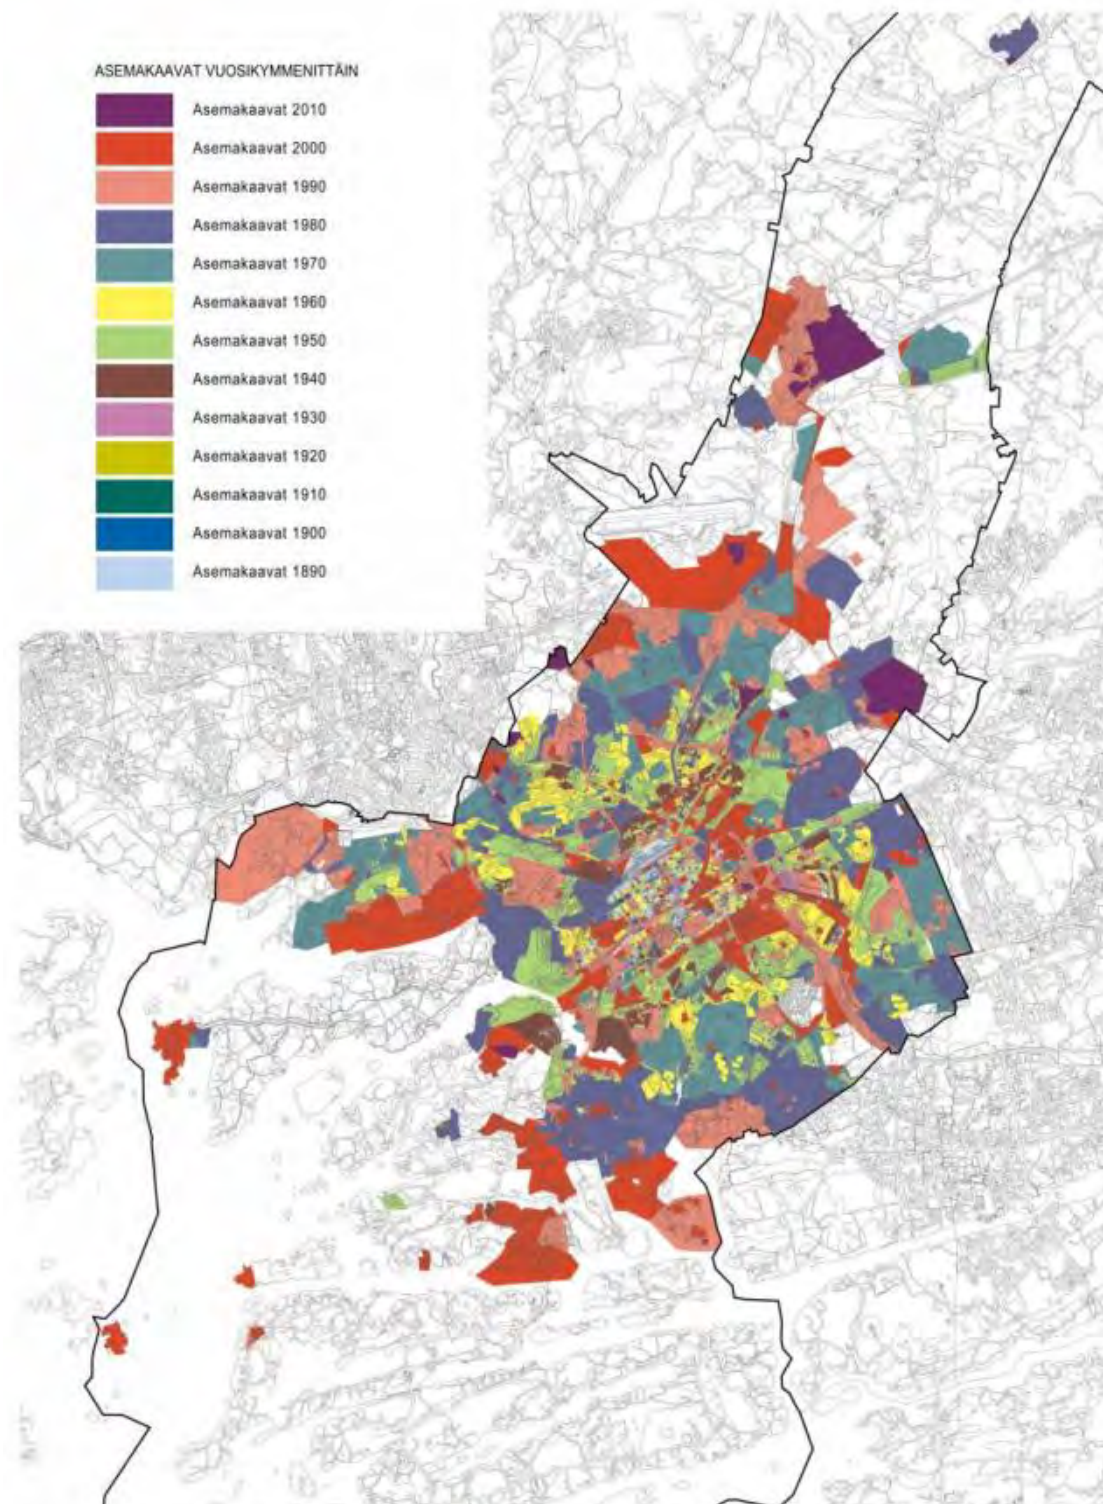 ASEMAKAAVAT VUOSIKYMMENITTÄIN
Asemakaavat 2010
Asemakaavat 2000
Asemakaavat 1990
Asemakaavat 1980
Asemakaavat 1970
Asemakaavat 1960
Asemakaavat 1950
Asemakaavat 1940
Asemakaavat 1930
Asemakaavat 1920
Asemakaavat 1910
Asemakaavat 1900
Asemakaavat 1890